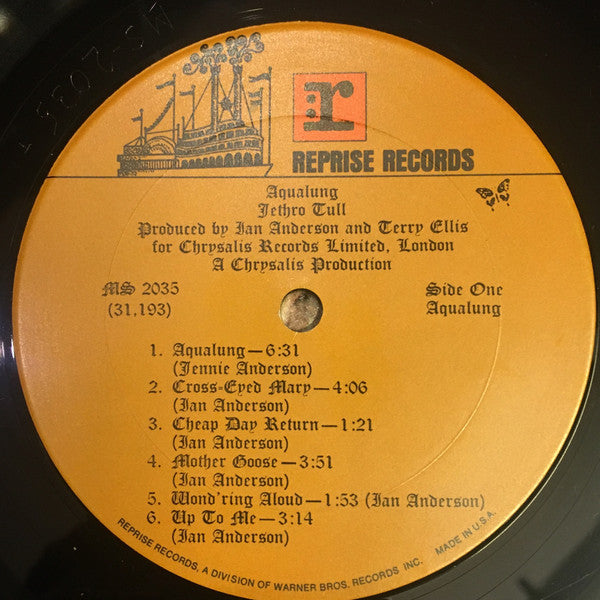 r:
REPRISE RECORDS
Aqualung
Jethro Tull
Produced by Ian Anderson and Terry Ellis
for Chrysalis Records Limited, London
A Chrysalis Production
MS 2035
(31,193)
Side One
Aqualung
1. Aqualung—6:31
(Jennie Anderson)
2. Cross-Eyed Mary—4:06
(Ian Anderson)
3. Cheap Day Return—1:21
(Ian Anderson)
4. Mother Goose—3:51
(Ian Anderson)
5. Wond'ring Aloud—1:53 (Ian Anderson)
6. Up To Me—3:14
(Ian Anderson)
REPRISE RECORDS, A DIVISION OF WARNER BROS. RECORDS INC. MADE IN U.S.A.